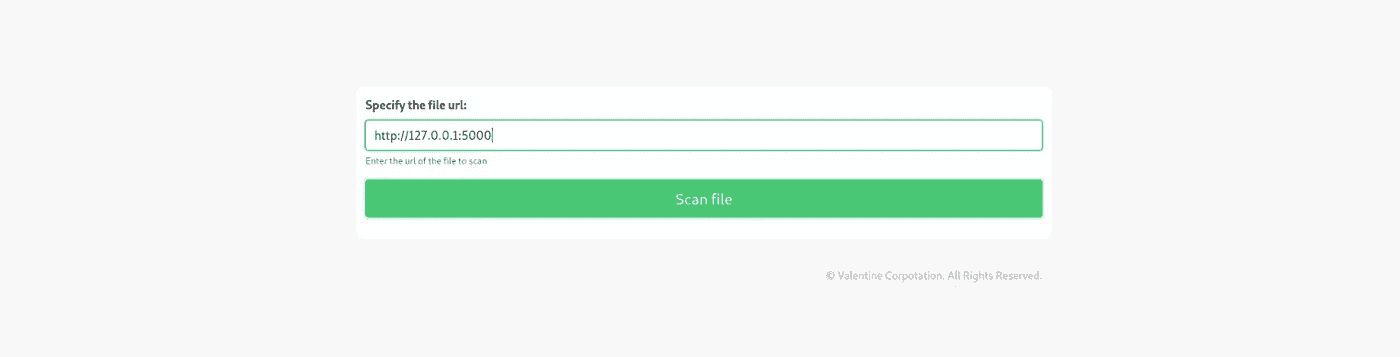 Specify the file url:
http://127.0.0.1:5000
Enter the url of the file to scan
Scan file
© Valentine Corpotation. All Rights Reserved.